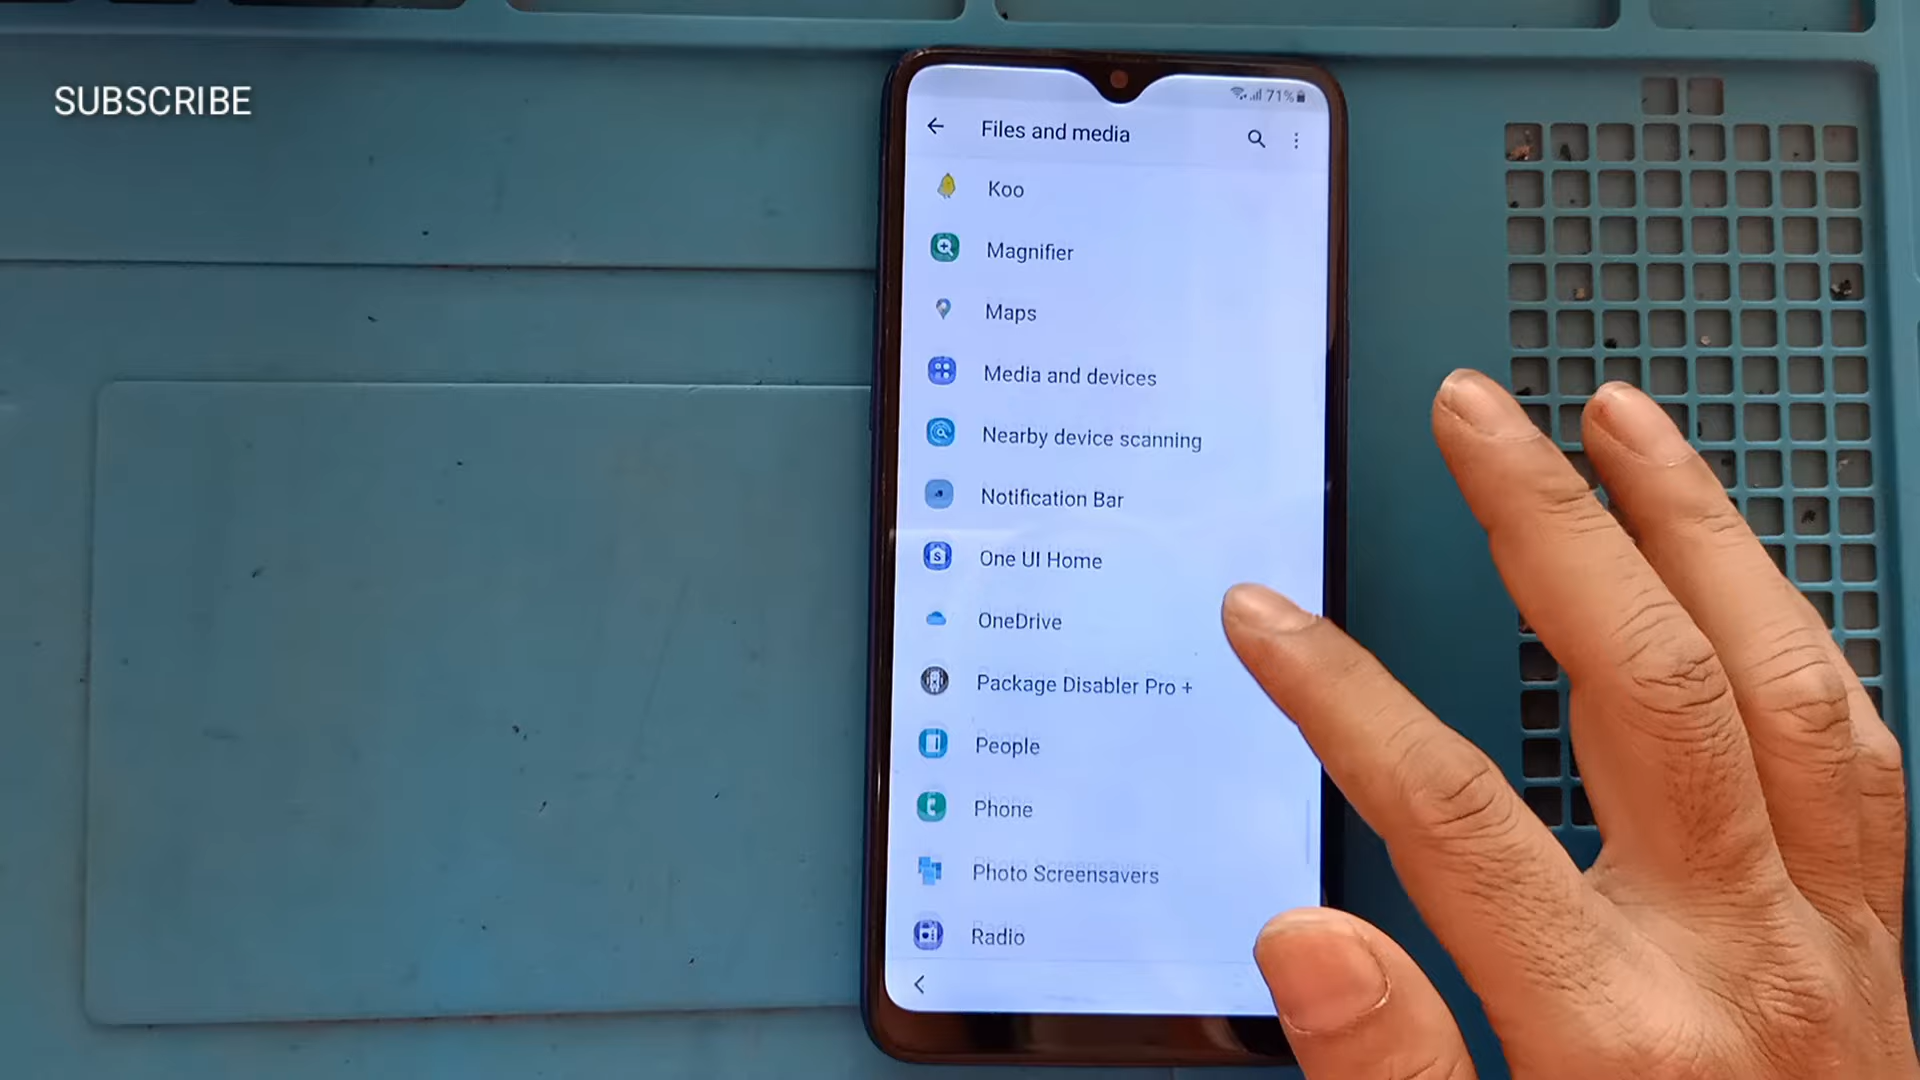 SUBSCRIBE
71%
Files and media
Koo
Magnifier
Maps
Media and devices
Nearby device scanning
Notification Bar
One UI Home
OneDrive
Package Disabler Pro +
People
Phone
Photo Screensavers
Radio